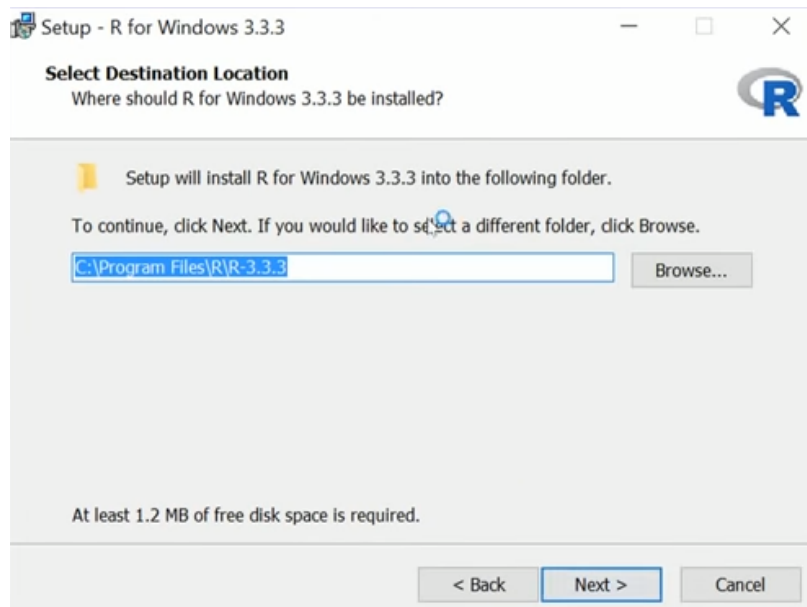 Setup - R for Windows 3.3.3
Select Destination Location
Where should R for Windows 3.3.3 be installed?
R
Setup will install R for Windows 3.3.3 into the following folder.
To continue, click Next. If you would like to select a different folder, click Browse.
C:\Program Files\R\R-3.3.3
Browse...
At least 1.2 MB of free disk space is required.
< Back Next > Cancel